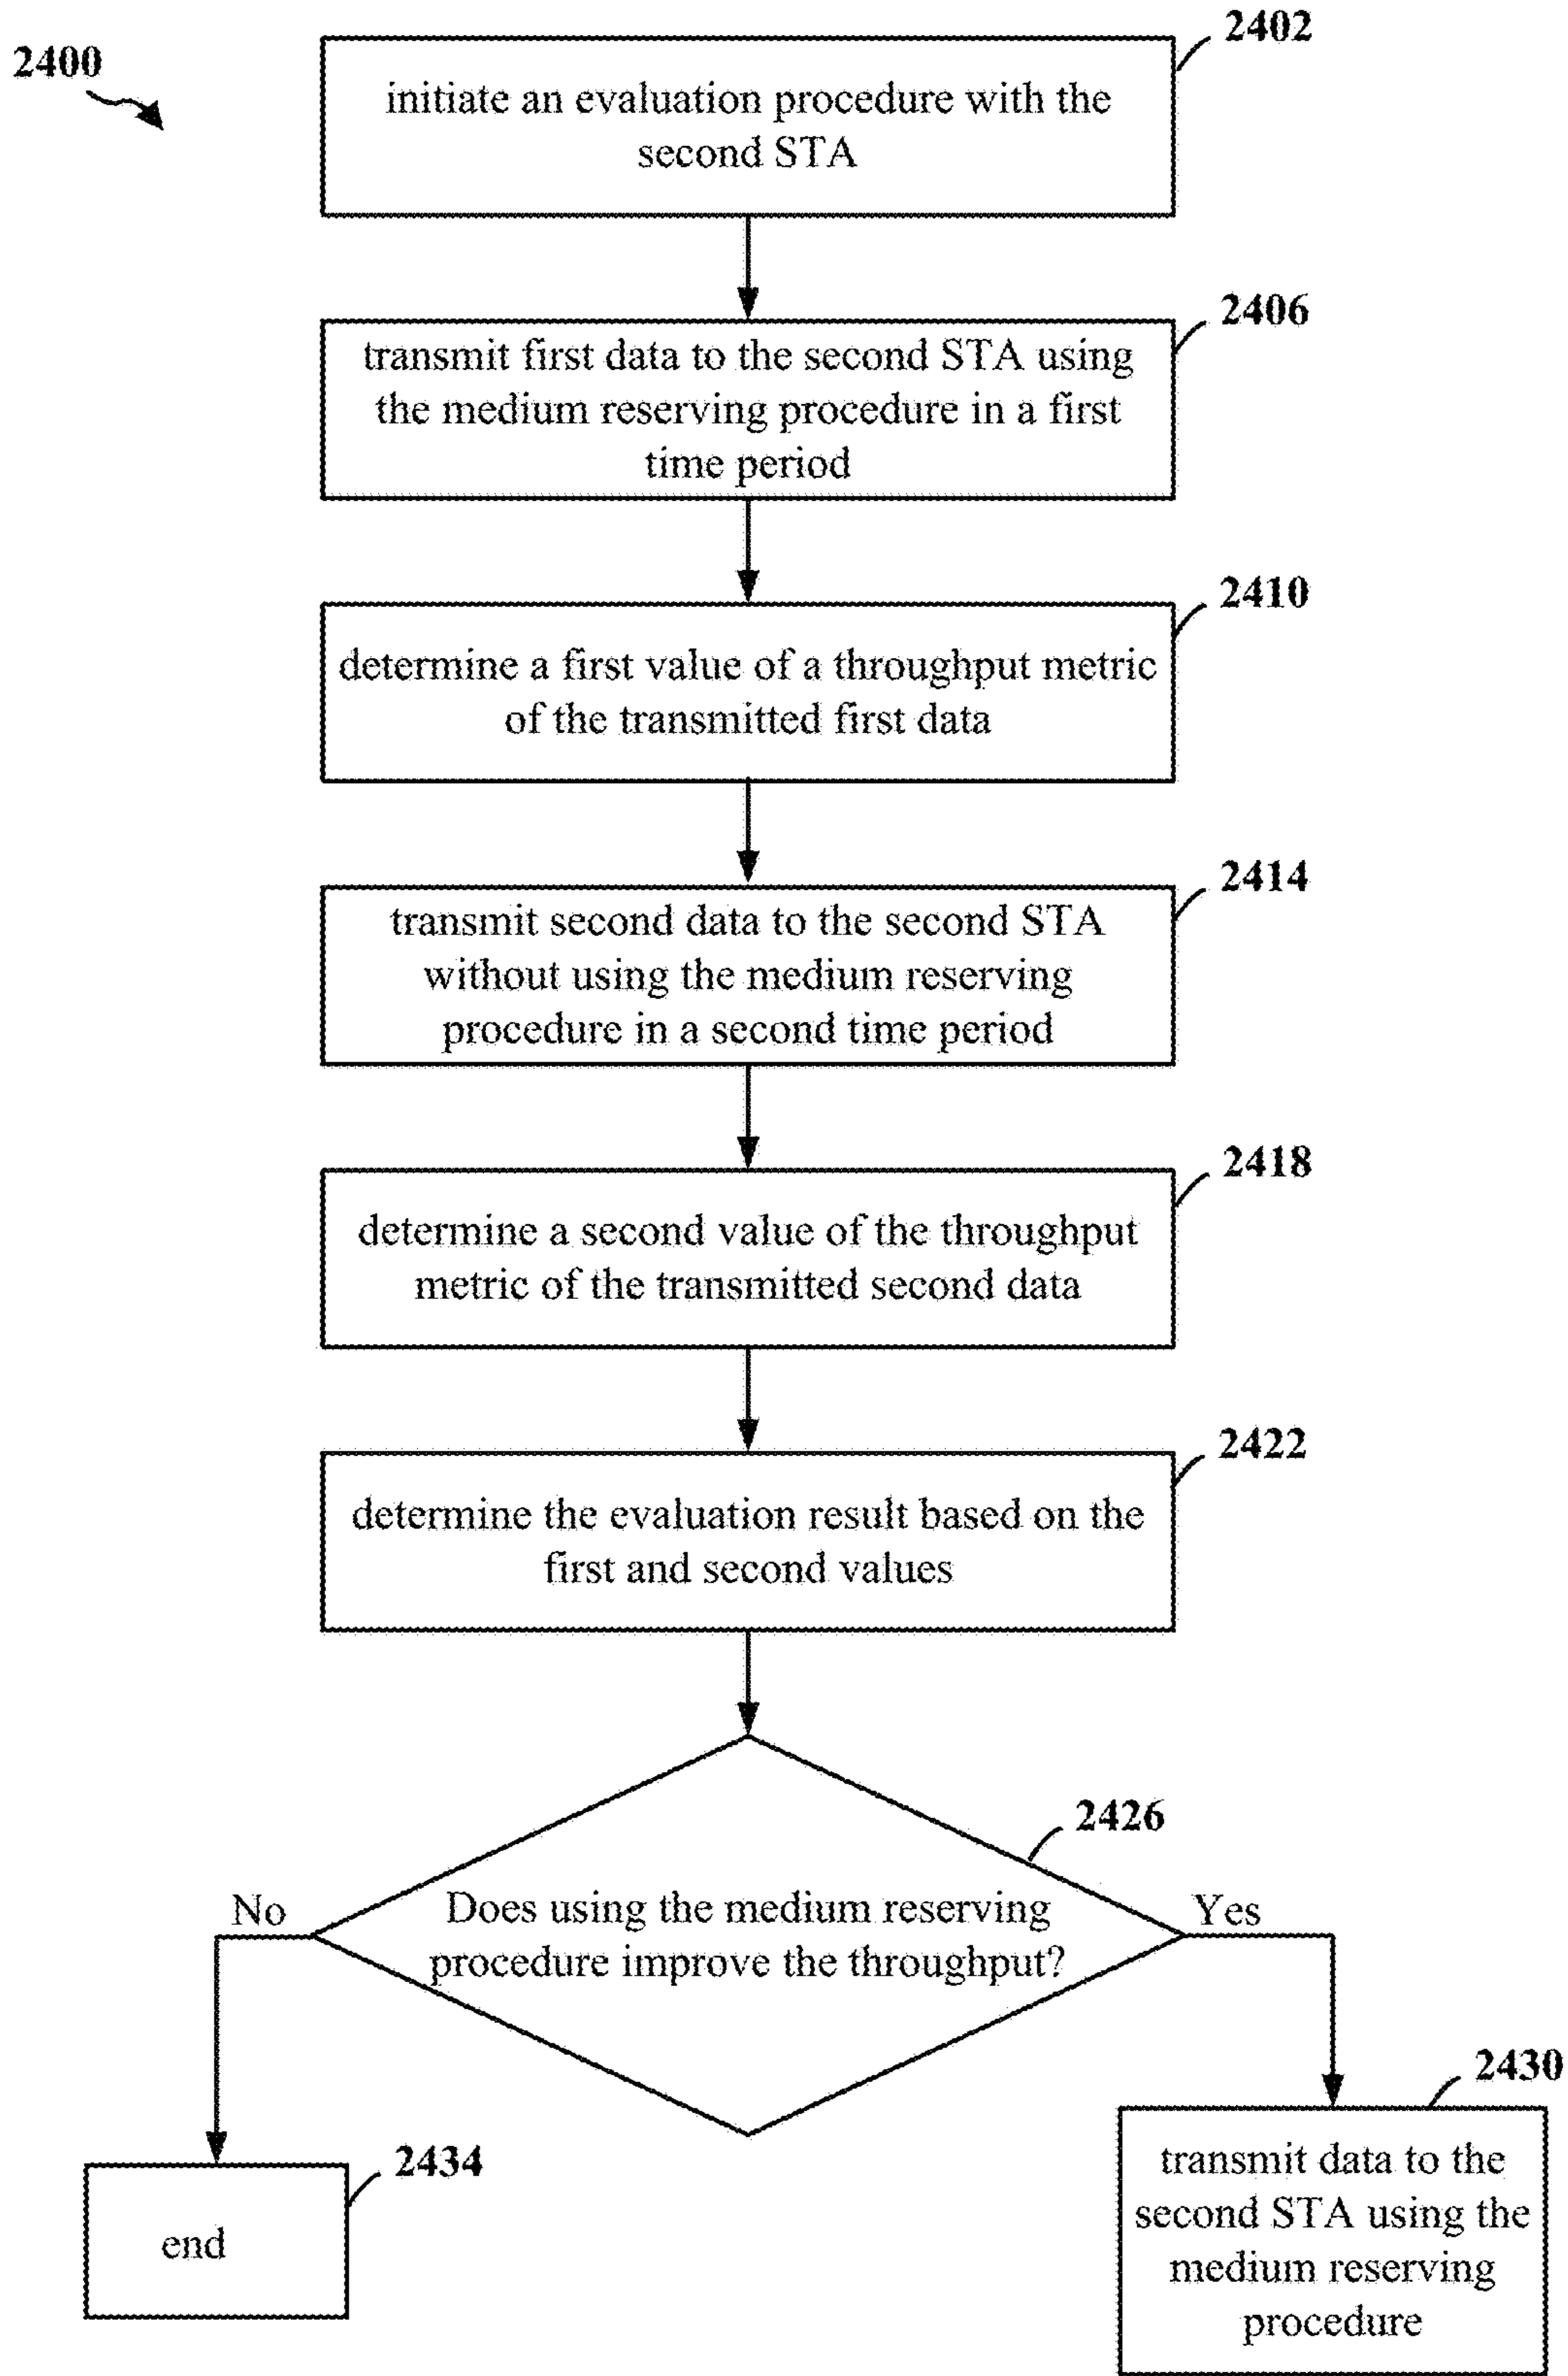 2400
2402
initiate an evaluation procedure with the
second STA
2406
transmit first data to the second STA using
the medium reserving procedure in a first
time period
2410
determine a first value of a throughput metric
of the transmitted first data
2414
transmit second data to the second STA
without using the medium reserving
procedure in a second time period
2418
determine a second value of the throughput
metric of the transmitted second data
2422
determine the evaluation result based on the
first and second values
2426
Does using the medium reserving
procedure improve the throughput?
No
Yes
2434
end
2430
transmit data to the
second STA using the
medium reserving
procedure